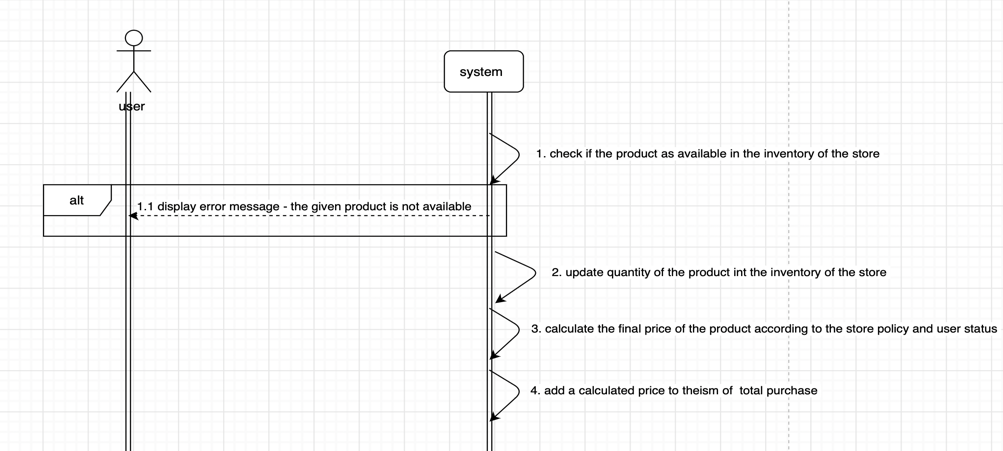 system
user
1. check if the product as available in the inventory of the store
alt
1.1 display error message - the given product is not available
2. update quantity of the product int the inventory of the store
3. calculate the final price of the product according to the store policy and user status
4. add a calculated price to theism of total purchase